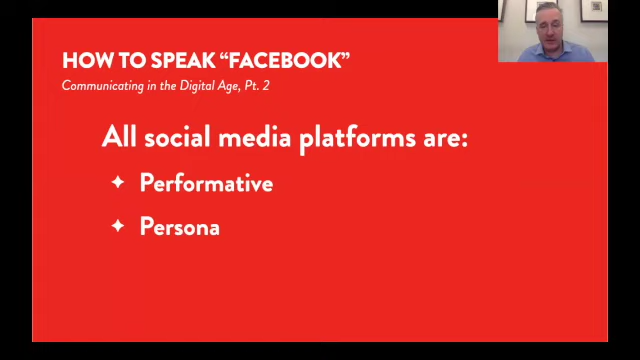 HOW TO SPEAK “FACEBOOK”
Communicating in the Digital Age, Pt. 2
All social media platforms are:
Performative
Persona